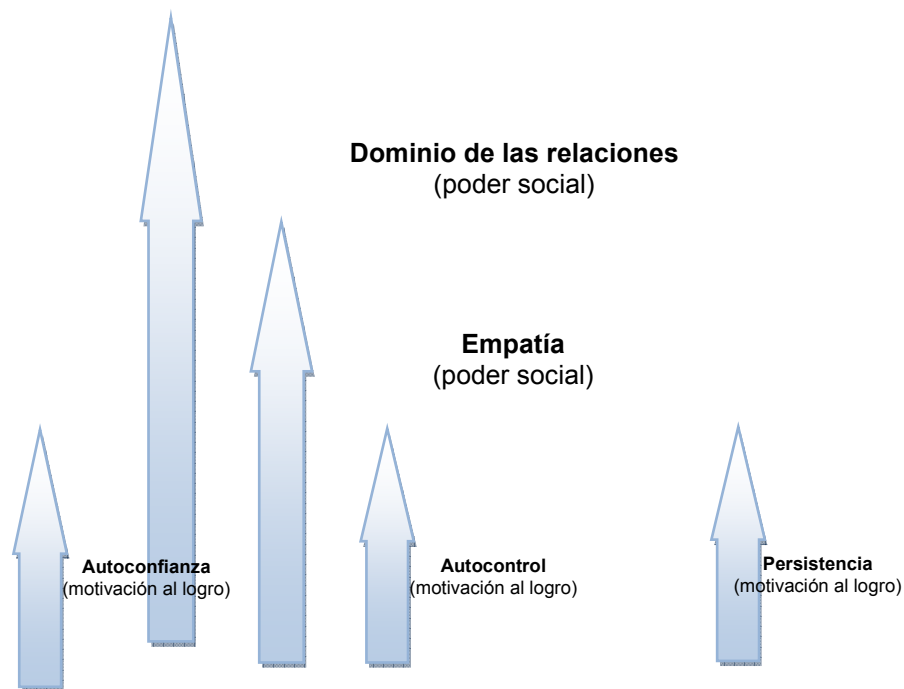 Dominio de las relaciones
(poder social)
Empatía
(poder social)
Autoconfianza
(motivación al logro)
Autocontrol
(motivación al logro)
Persistencia
(motivación al logro)